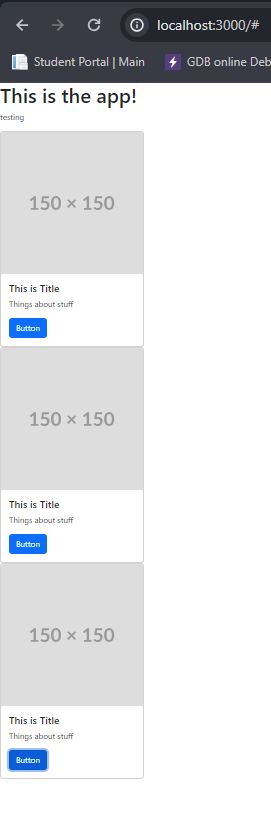 localhost:3000/#
Student Portal | Main
GDB online Deb
This is the app!
testing
150 × 150
This is Title
Things about stuff
Button
150 × 150
This is Title
Things about stuff
Button
150 × 150
This is Title
Things about stuff
Button